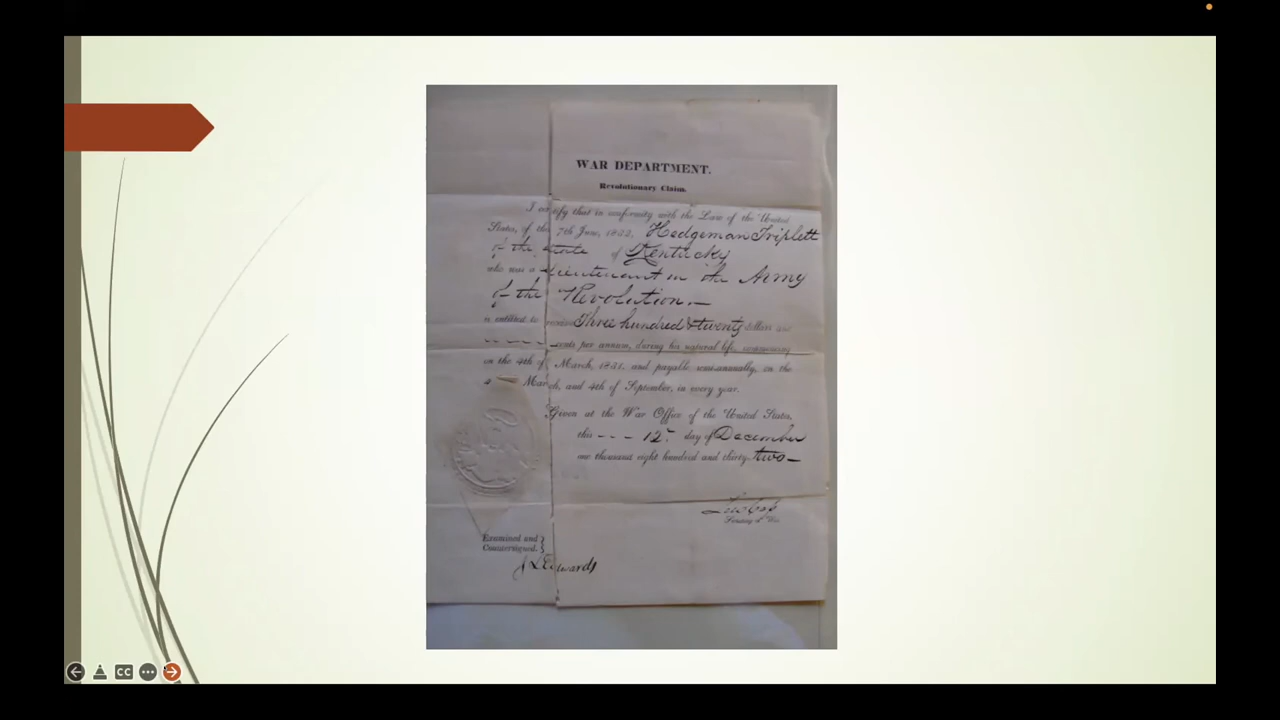 WAR DEPARTMENT.
Revolutionary Claim.
I certify that in conformity with the Law of the United
States, of the 7th June, 1832, Hedgeman Triplett
of the state of Kentucky
who was a Lieutenant in the Army
of the Revolution.—
is entitled to receive Three hundred & twenty dollars and
---- cents per annum, during his natural life, commencing
on the 4th of March, 1831, and payable semi-annually, on the
March, and 4th of September, in every year.
Given at the War Office of the United States,
this --- 12th day of December
one thousand eight hundred and thirty-two—
Lew Cass
Secretary of War.
Examined and
Countersigned.
J L Edwards
CC